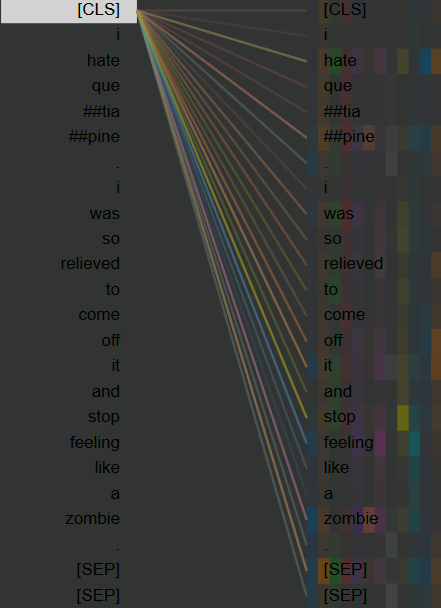 [CLS] [CLS]
i i
hate hate
que que
##tia ##tia
##pine ##pine
. .
i i
was was
so so
relieved relieved
to to
come come
off off
it it
and and
stop stop
feeling feeling
like like
a a
zombie zombie
. .
[SEP] [SEP]
[SEP] [SEP]